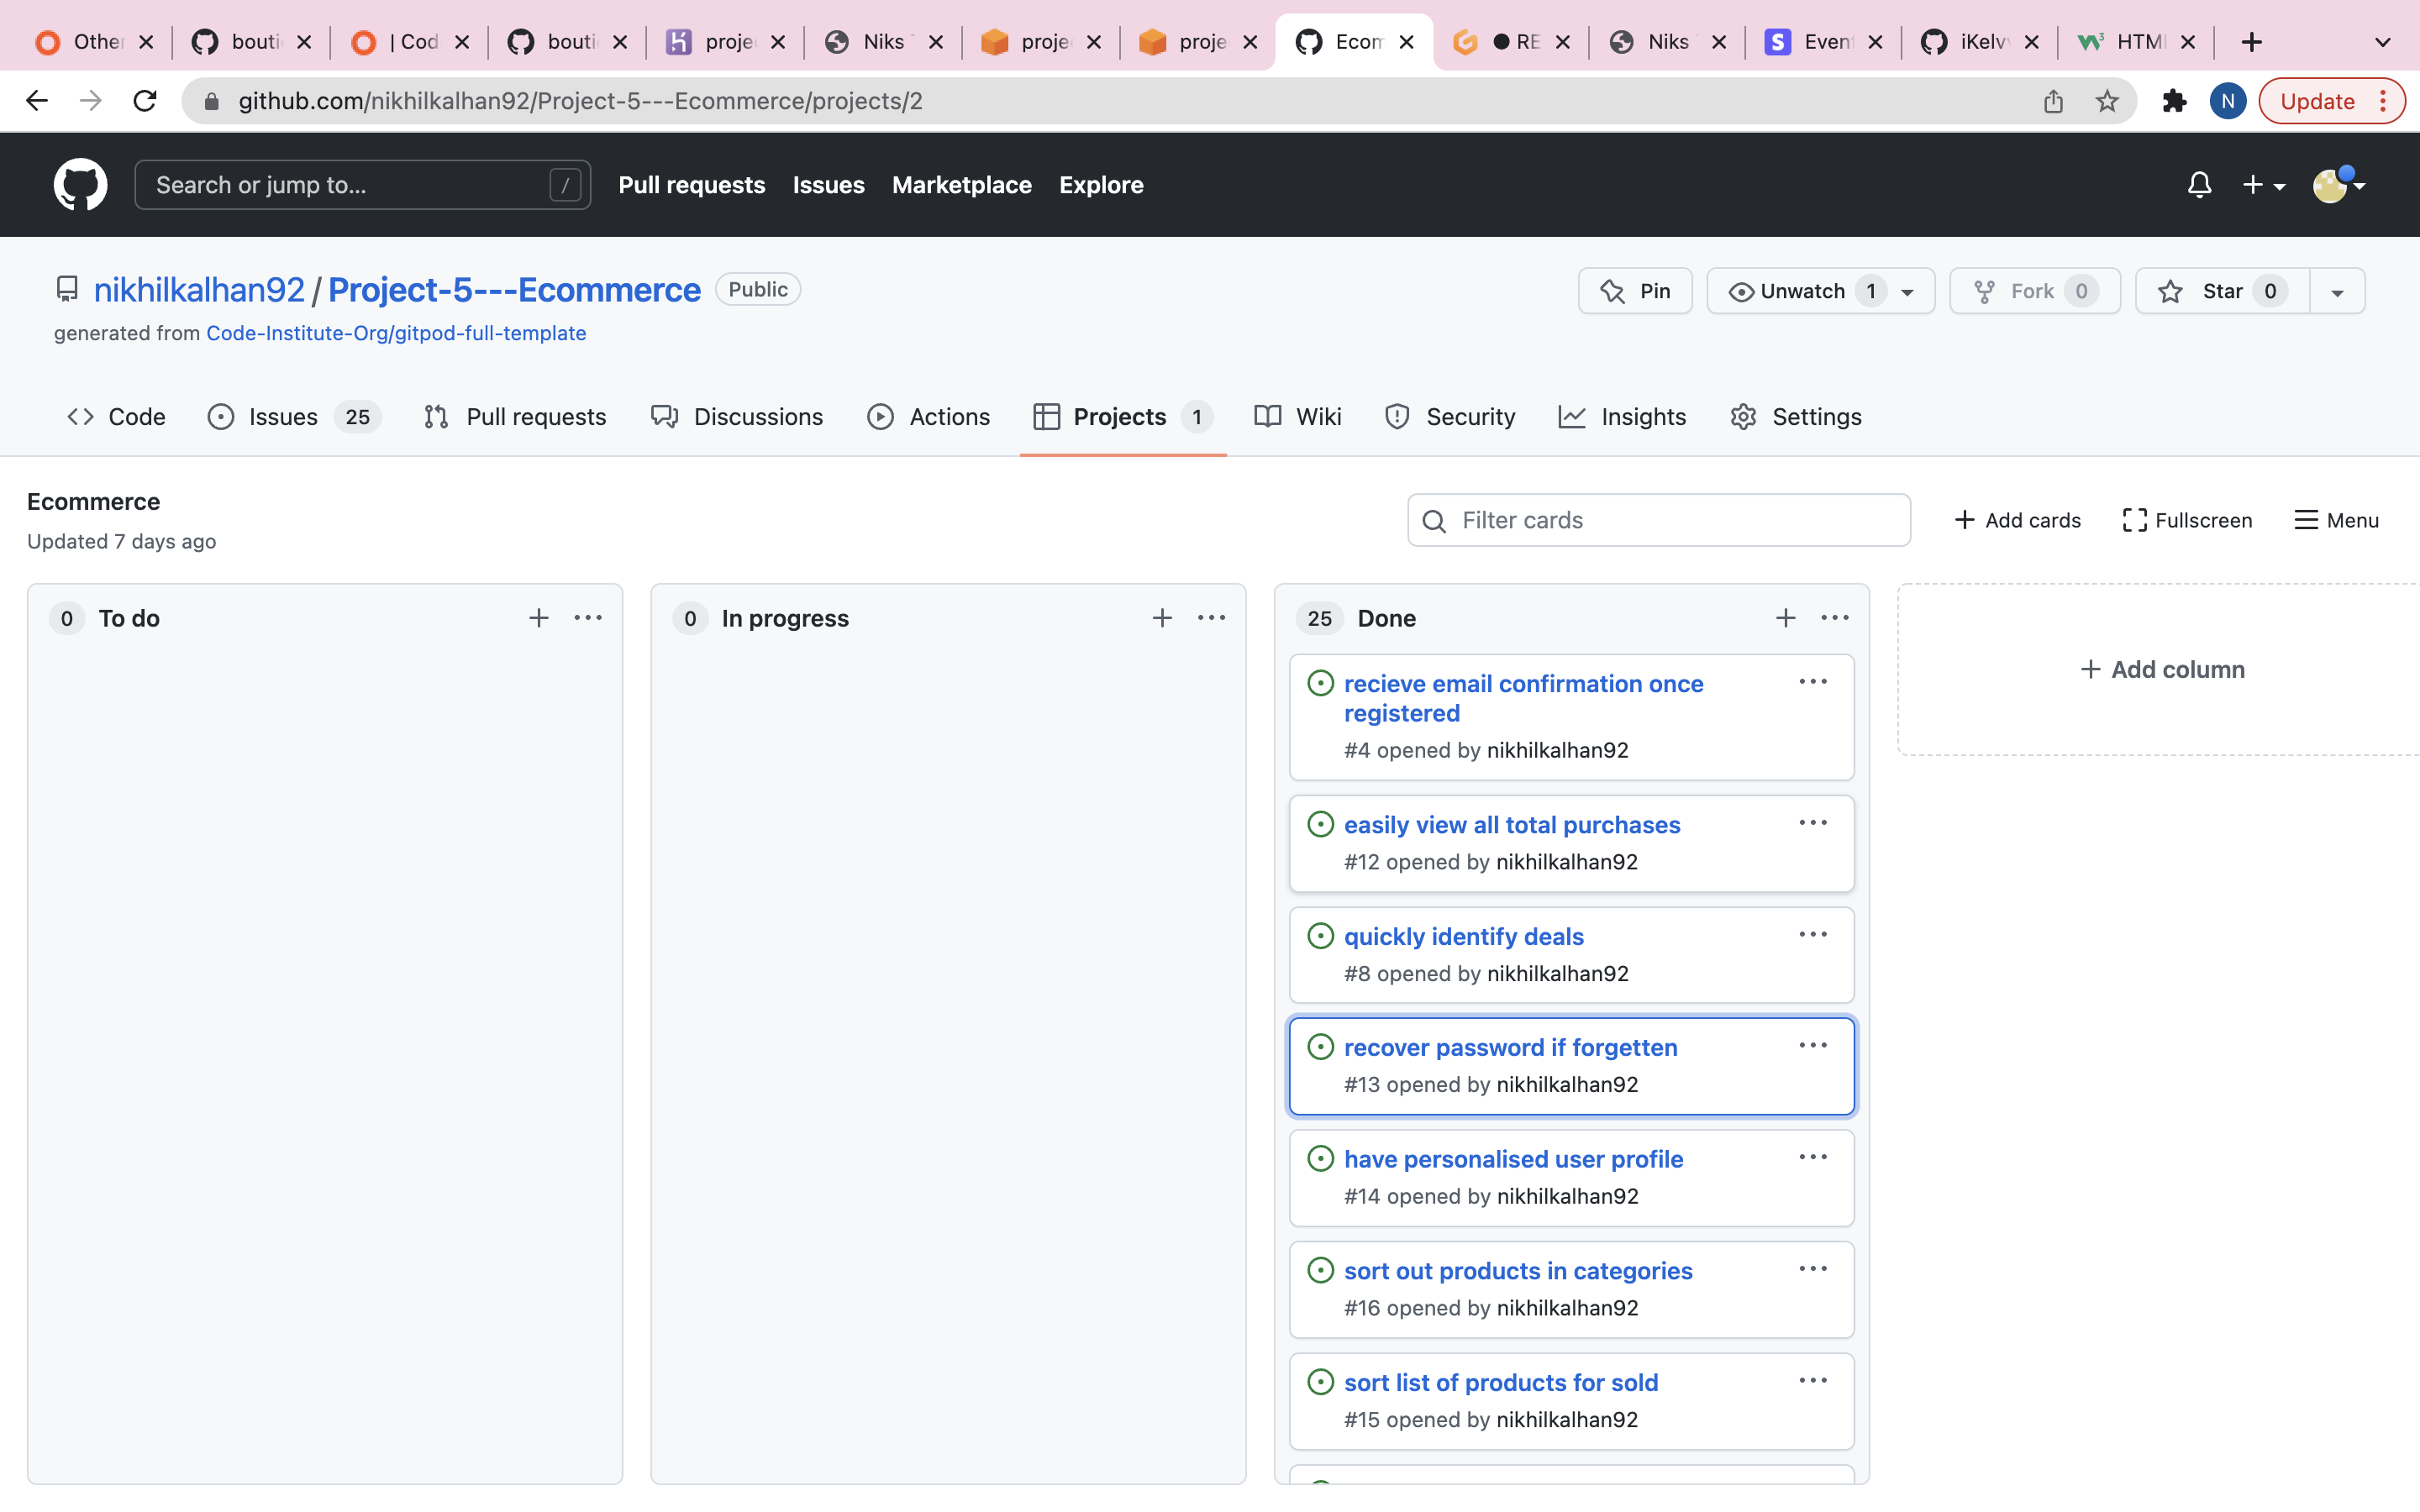 Other bouti | Cod bouti proje Niks proje proje Ecom RE Niks Even iKelv HTML
github.com/nikhilkalhan92/Project-5---Ecommerce/projects/2
N
Update
Search or jump to...
/
Pull requests Issues Marketplace Explore
nikhilkalhan92 / Project-5---Ecommerce Public
Pin
Unwatch 1
Fork 0
Star 0
generated from Code-Institute-Org/gitpod-full-template
Code
Issues 25
Pull requests
Discussions
Actions
Projects 1
Wiki
Security
Insights
Settings
Ecommerce
Updated 7 days ago
Filter cards
Add cards
Fullscreen
Menu
0 To do
0 In progress
25 Done
recieve email confirmation once
registered
#4 opened by nikhilkalhan92
easily view all total purchases
#12 opened by nikhilkalhan92
quickly identify deals
#8 opened by nikhilkalhan92
recover password if forgetten
#13 opened by nikhilkalhan92
have personalised user profile
#14 opened by nikhilkalhan92
sort out products in categories
#16 opened by nikhilkalhan92
sort list of products for sold
#15 opened by nikhilkalhan92
Add column